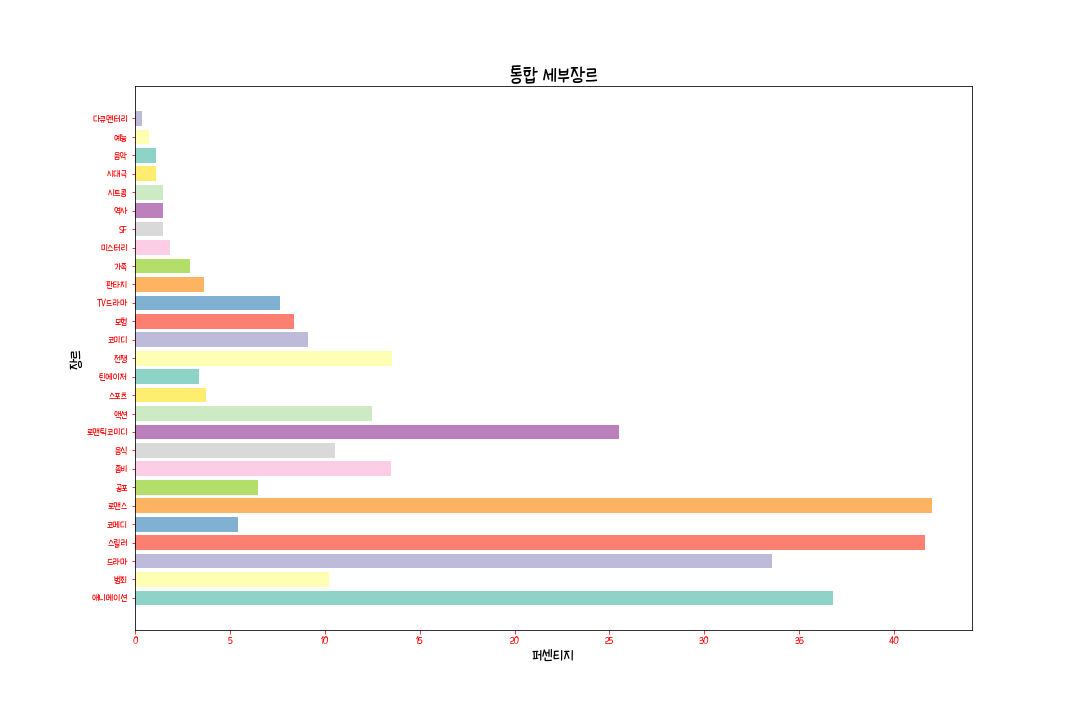 통합 세부장르
다큐멘터리
예능
음악
시대극
시트콤
역사
SF
미스터리
가족
판타지
TV드라마
모험
코미디
전쟁
틴에이저
스포츠
액션
로맨틱코미디
음식
좀비
공포
로맨스
코메디
스릴러
드라마
범죄
애니메이션
장르
0 5 10 15 20 25 30 35 40
퍼센티지